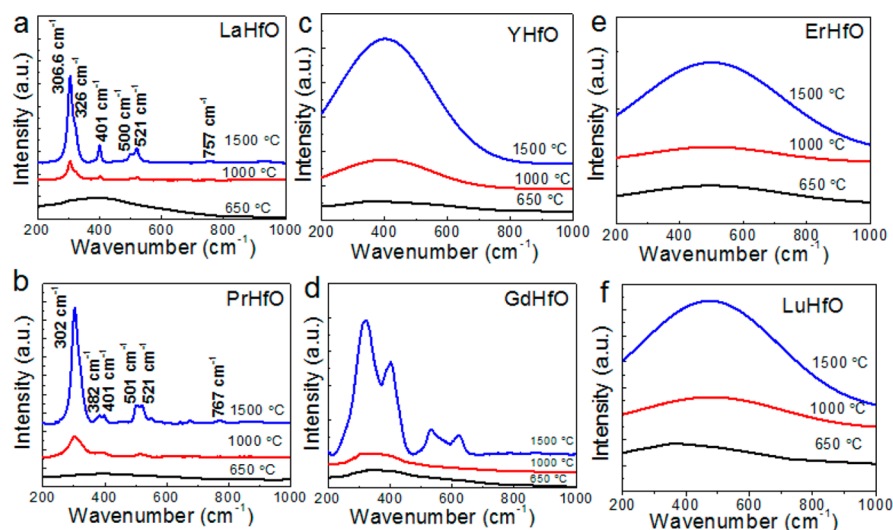 a
LaHfO
306.6 cm⁻¹
326 cm⁻¹
401 cm⁻¹
500 cm⁻¹
521 cm⁻¹
757 cm⁻¹
1500 °C
1000 °C
650 °C
Intensity (a.u.)
200 400 600 800 1000
Wavenumber (cm⁻¹)
c
YHfO
1500 °C
1000 °C
650 °C
Intensity (a.u.)
200 400 600 800 1000
Wavenumber (cm⁻¹)
e
ErHfO
1500 °C
1000 °C
650 °C
Intensity (a.u.)
200 400 600 800 1000
Wavenumber (cm⁻¹)
b
PrHfO
302 cm⁻¹
382 cm⁻¹
401 cm⁻¹
501 cm⁻¹
521 cm⁻¹
767 cm⁻¹
1500 °C
1000 °C
650 °C
Intensity (a.u.)
200 400 600 800 1000
Wavenumber (cm⁻¹)
d
GdHfO
1500 °C
1000 °C
650 °C
Intensity (a.u.)
200 400 600 800 1000
Wavenumber (cm⁻¹)
f
LuHfO
1500 °C
1000 °C
650 °C
Intensity (a.u.)
200 400 600 800 1000
Wavenumber (cm⁻¹)